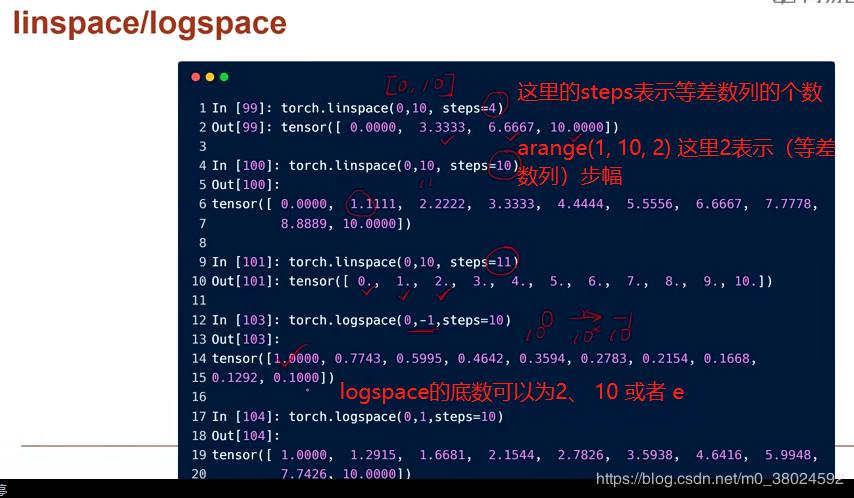 linspace/logspace
[0,10]
1 In [99]: torch.linspace(0,10, steps=4)
这里的steps表示等差数列的个数
2 Out[99]: tensor([ 0.0000, 3.3333, 6.6667, 10.0000])
3
arange(1, 10, 2) 这里2表示（等差
数列）步幅
4 In [100]: torch.linspace(0,10, steps=10)
5 Out[100]:
11
6 tensor([ 0.0000, 1.1111, 2.2222, 3.3333, 4.4444, 5.5556, 6.6667, 7.7778,
7 8.8889, 10.0000])
8
9 In [101]: torch.linspace(0,10, steps=11)
10 Out[101]: tensor([ 0., 1., 2., 3., 4., 5., 6., 7., 8., 9., 10.])
11
12 In [103]: torch.logspace(0,-1,steps=10)
10^0 → 10^x 10^-1
13 Out[103]:
14 tensor([1.0000, 0.7743, 0.5995, 0.4642, 0.3594, 0.2783, 0.2154, 0.1668,
15 0.1292, 0.1000])
logspace的底数可以为2、 10 或者 e
16
17 In [104]: torch.logspace(0,1,steps=10)
18 Out[104]:
19 tensor([ 1.0000, 1.2915, 1.6681, 2.1544, 2.7826, 3.5938, 4.6416, 5.9948,
20 7.7426, 10.0000])
https://blog.csdn.net/m0_38024592